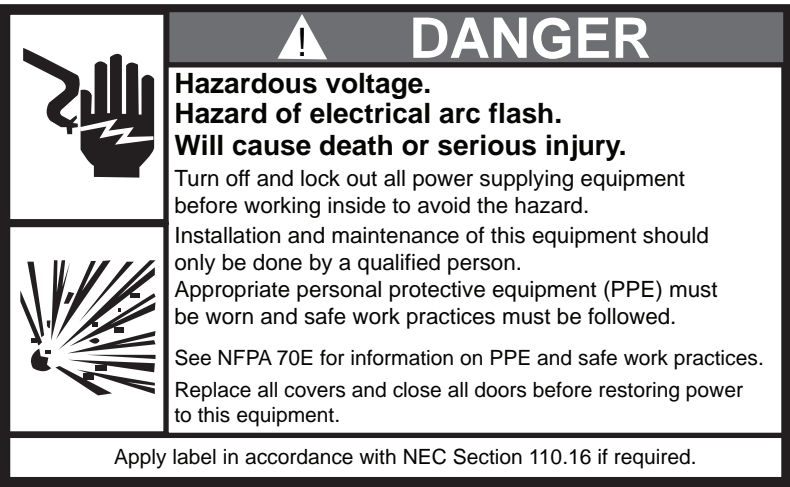 ! DANGER
Hazardous voltage.
Hazard of electrical arc flash.
Will cause death or serious injury.
Turn off and lock out all power supplying equipment
before working inside to avoid the hazard.
Installation and maintenance of this equipment should
only be done by a qualified person.
Appropriate personal protective equipment (PPE) must
be worn and safe work practices must be followed.
See NFPA 70E for information on PPE and safe work practices.
Replace all covers and close all doors before restoring power
to this equipment.
Apply label in accordance with NEC Section 110.16 if required.